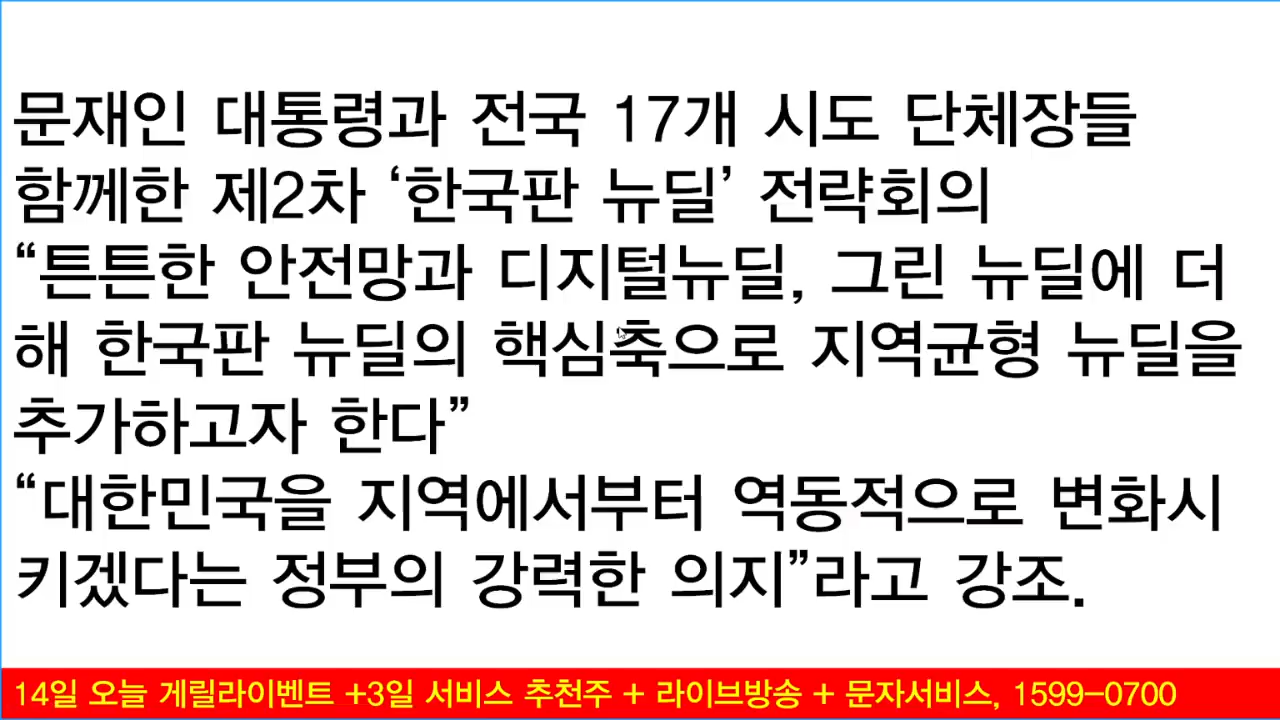 문재인 대통령과 전국 17개 시도 단체장들
함께한 제2차 ‘한국판 뉴딜’ 전략회의
“튼튼한 안전망과 디지털뉴딜, 그린 뉴딜에 더
해 한국판 뉴딜의 핵심축으로 지역균형 뉴딜을
추가하고자 한다”
“대한민국을 지역에서부터 역동적으로 변화시
키겠다는 정부의 강력한 의지”라고 강조.
14일 오늘 게릴라이벤트 +3일 서비스 추천주 + 라이브방송 + 문자서비스, 1599-0700